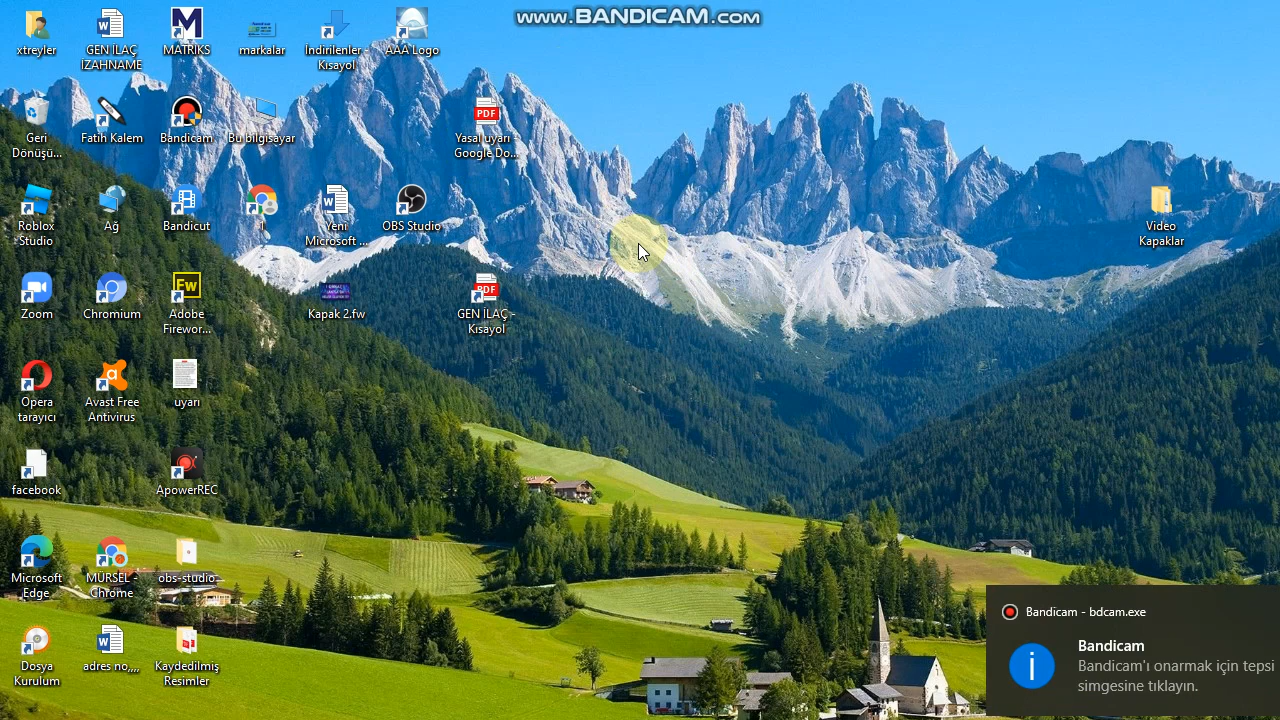 www.BANDICAM.com
xtreyler
GEN İLAÇ
İZAHNAME
MATRİKS
markalar
İndirilenler -
Kısayol
AAA Logo
Geri
Dönüşü...
Fatih Kalem
Bandicam
Bu bilgisayar
Yasal uyarı -
Google Do...
Roblox
Studio
Ağ
Bandicut
1
Yeni
Microsoft ...
OBS Studio
Video
Kapaklar
Zoom
Chromium
Adobe
Firewor...
Kapak 2.fw
GEN İLAÇ -
Kısayol
Opera
tarayıcı
Avast Free
Antivirus
uyarı
facebook
ApowerREC
Microsoft
Edge
MÜRSEL -
Chrome
obs-studio
Dosya
Kurulum
adres no,,,,
Kaydedilmiş
Resimler
Bandicam - bdcam.exe
Bandicam
Bandicam'ı onarmak için tepsi
simgesine tıklayın.